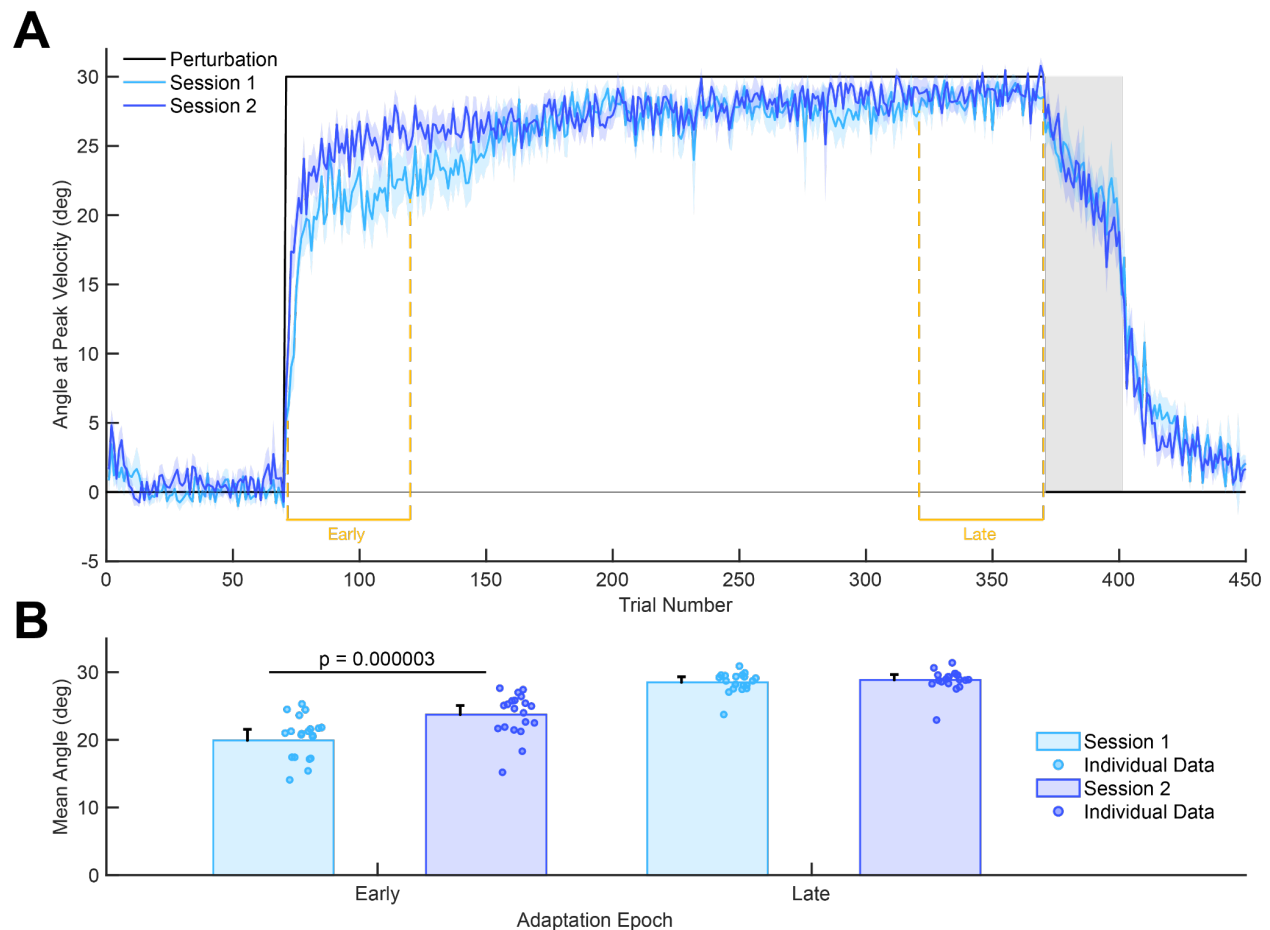 A
Perturbation
Session 1
Session 2
30
25
20
15
10
5
0
-5
Angle at Peak Velocity (deg)
Early
Late
0 50 100 150 200 250 300 350 400 450
Trial Number
B
p = 0.000003
30
20
10
0
Mean Angle (deg)
Session 1
Individual Data
Session 2
Individual Data
Early Late
Adaptation Epoch